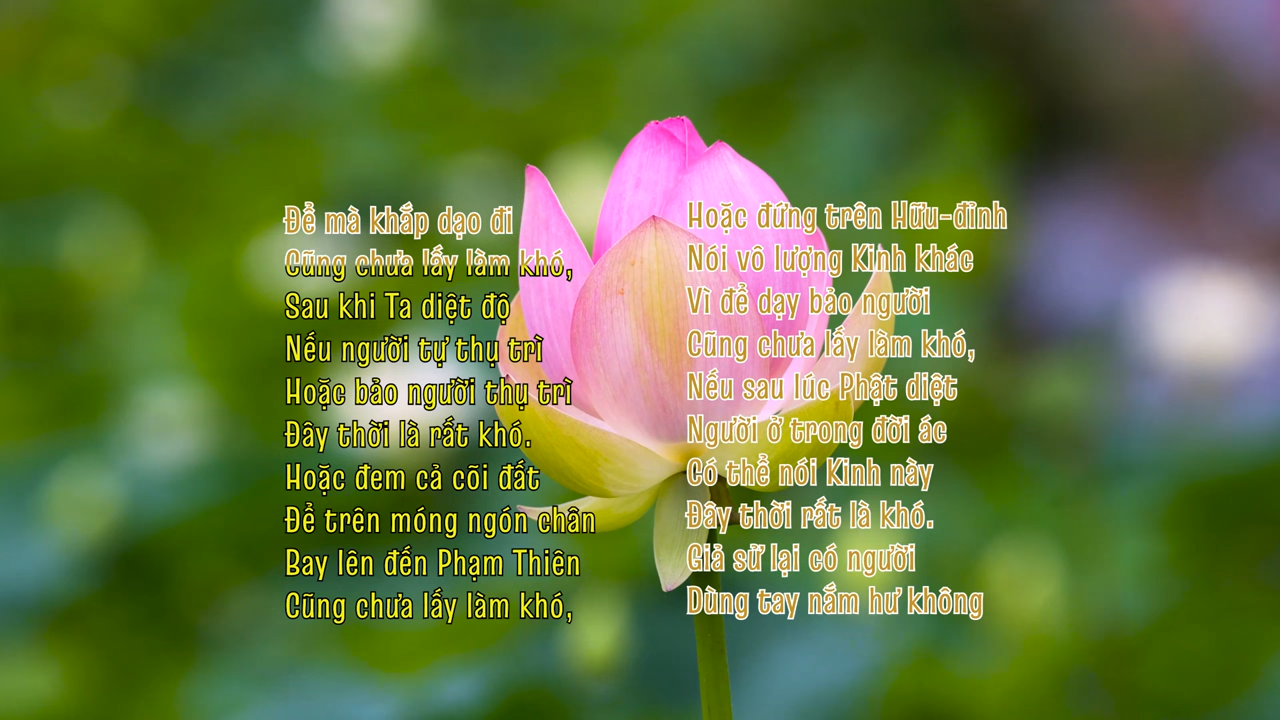 Để mà khắp dạo đi
Cũng chưa lấy làm khó,
Sau khi Ta diệt độ
Nếu người tự thụ trì
Hoặc bảo người thụ trì
Đây thời là rất khó.
Hoặc đem cả cõi đất
Để trên móng ngón chân
Bay lên đến Phạm Thiên
Cũng chưa lấy làm khó,
Hoặc đứng trên Hữu-đỉnh
Nói vô lượng Kinh khác
Vì để dạy bảo người
Cũng chưa lấy làm khó,
Nếu sau lúc Phật diệt
Người ở trong đời ác
Có thể nói Kinh này
Đây thời rất là khó.
Giả sử lại có người
Dùng tay nắm hư không